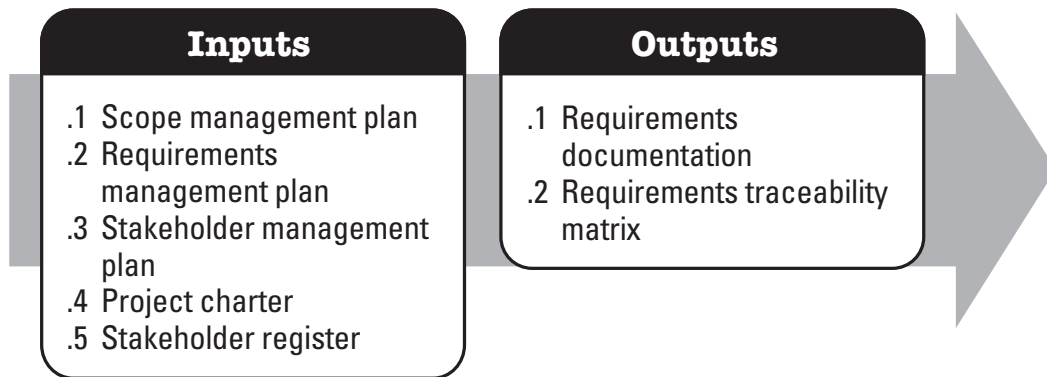 Inputs
.1 Scope management plan
.2 Requirements
management plan
.3 Stakeholder management
plan
.4 Project charter
.5 Stakeholder register
Outputs
.1 Requirements
documentation
.2 Requirements traceability
matrix